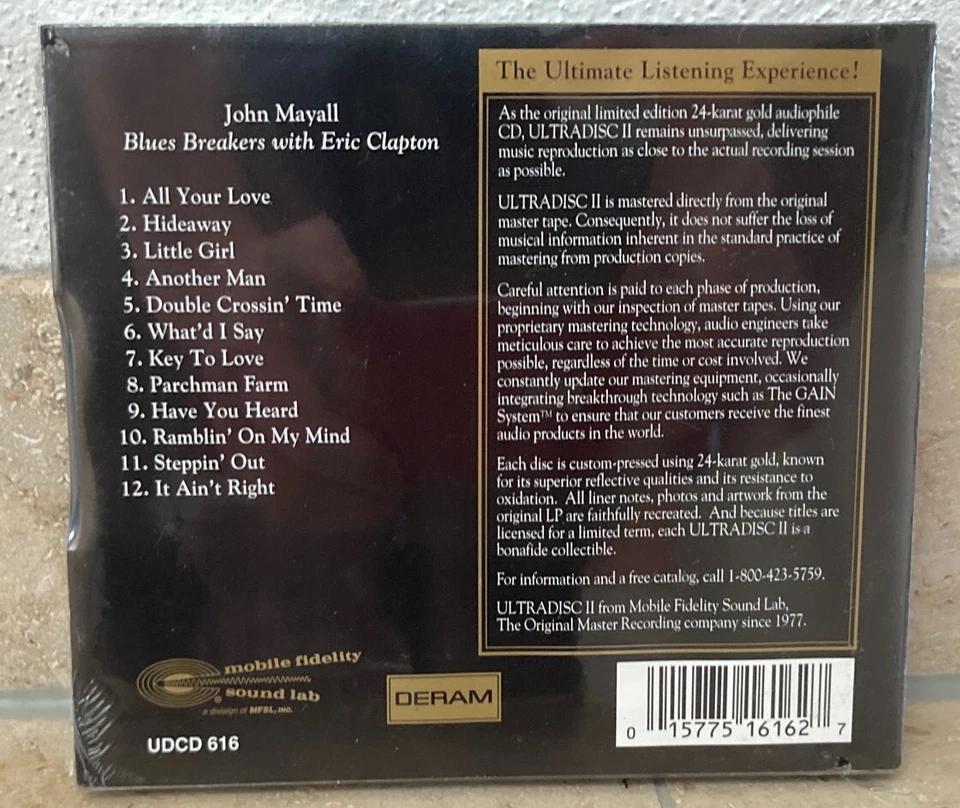 John Mayall
Blues Breakers with Eric Clapton
1. All Your Love
2. Hideaway
3. Little Girl
4. Another Man
5. Double Crossin' Time
6. What'd I Say
7. Key To Love
8. Parchman Farm
9. Have You Heard
10. Ramblin' On My Mind
11. Steppin' Out
12. It Ain't Right
The Ultimate Listening Experience!
As the original limited edition 24-karat gold audiophile
CD, ULTRADISC II remains unsurpassed, delivering
music reproduction as close to the actual recording session
as possible.
ULTRADISC II is mastered directly from the original
master tape. Consequently, it does not suffer the loss of
musical information inherent in the standard practice of
mastering from production copies.
Careful attention is paid to each phase of production,
beginning with our inspection of master tapes. Using our
proprietary mastering technology, audio engineers take
meticulous care to achieve the most accurate reproduction
possible, regardless of the time or cost involved. We
constantly update our mastering equipment, occasionally
integrating breakthrough technology such as The GAIN
System™ to ensure that our customers receive the finest
audio products in the world.
Each disc is custom-pressed using 24-karat gold, known
for its superior reflective qualities and its resistance to
oxidation. All liner notes, photos and artwork from the
original LP are faithfully recreated. And because titles are
licensed for a limited term, each ULTRADISC II is a
bonafide collectible.
For information and a free catalog, call 1-800-423-5759.
ULTRADISC II from Mobile Fidelity Sound Lab,
The Original Master Recording company since 1977.
mobile fidelity
® sound lab
a division of MFSL, INC.
DERAM
UDCD 616
0 15775 16162 7